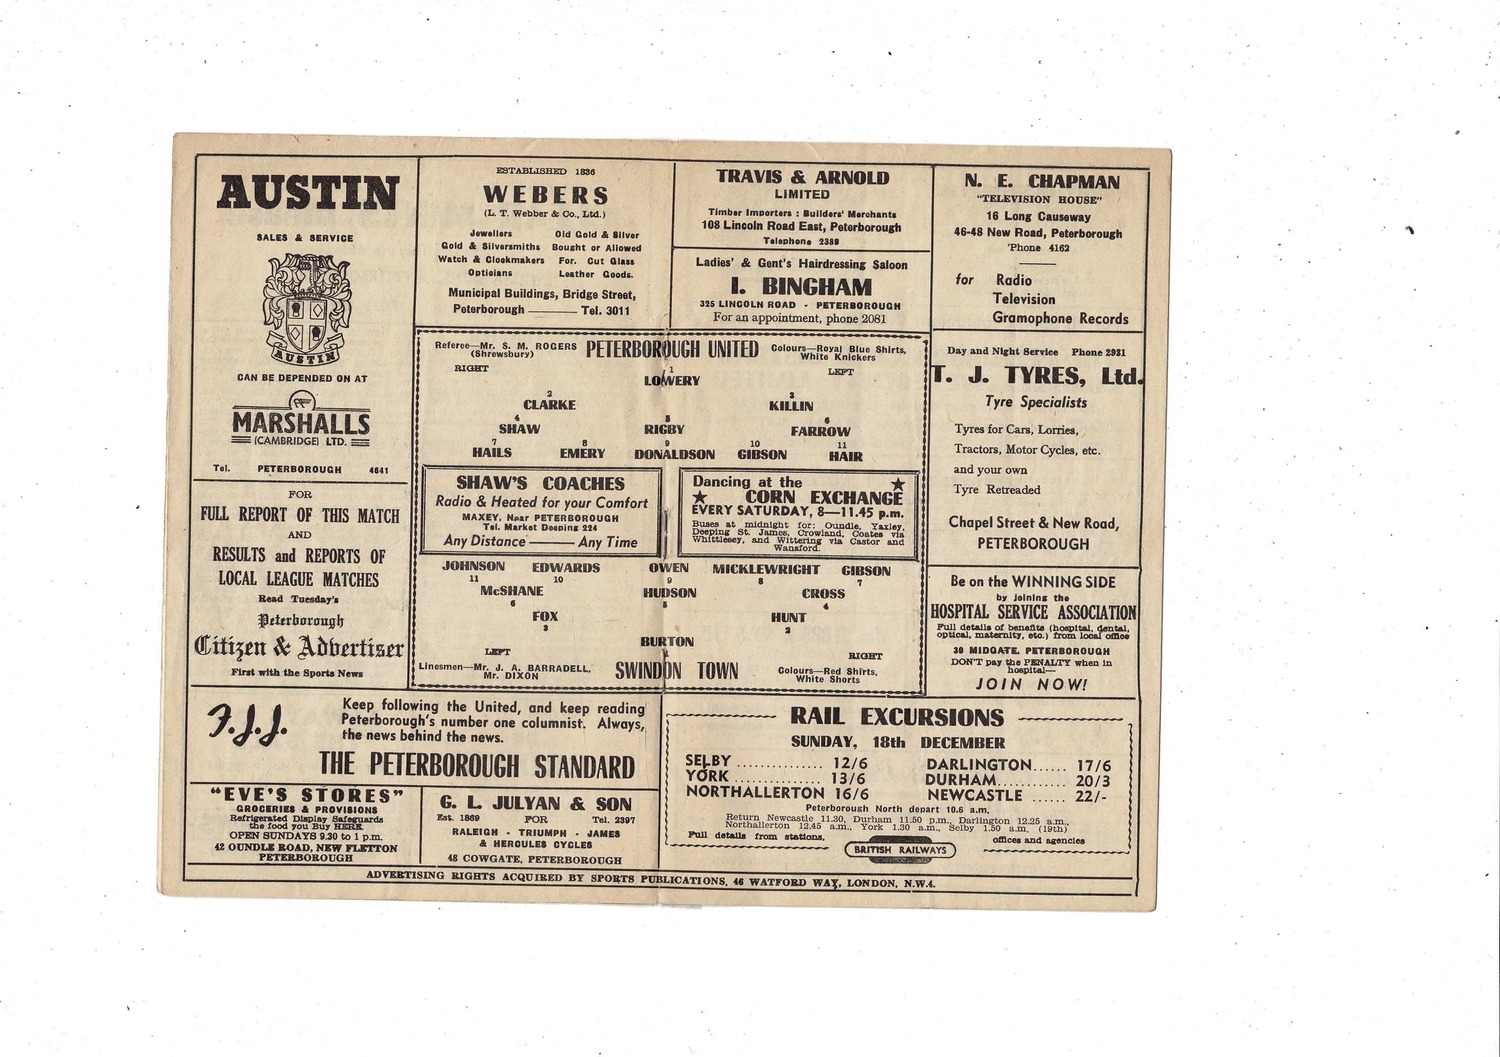 AUSTIN
SALES & SERVICE
AUSTIN
CAN BE DEPENDED ON AT
MARSHALLS
(CAMBRIDGE) LTD.
Tel. PETERBOROUGH 4641
FOR
FULL REPORT OF THIS MATCH
AND
RESULTS and REPORTS OF
LOCAL LEAGUE MATCHES
Read Tuesday's
Peterborough
Citizen & Advertiser
First with the Sports News
ESTABLISHED 1836
WEBERS
(L. T. Webber & Co., Ltd.)
Jewellers Old Gold & Silver
Gold & Silversmiths Bought or Allowed
Watch & Clockmakers For. Cut Glass
Opticians Leather Goods.
Municipal Buildings, Bridge Street,
Peterborough ——— Tel. 3011
TRAVIS & ARNOLD
LIMITED
Timber Importers : Builders' Merchants
108 Lincoln Road East, Peterborough
Telephone 2389
Ladies' & Gent's Hairdressing Saloon
I. BINGHAM
325 LINCOLN ROAD - PETERBOROUGH
For an appointment, phone 2081
N. E. CHAPMAN
"TELEVISION HOUSE"
16 Long Causeway
46-48 New Road, Peterborough
'Phone 4162
for Radio
Television
Gramophone Records
Referee—Mr. S. M. ROGERS
(Shrewsbury)
PETERBOROUGH UNITED
Colours—Royal Blue Shirts,
White Knickers
RIGHT 1 LEFT
LOWERY
2 3
CLARKE KILLIN
4 5 6
SHAW RIGBY FARROW
7 8 9 10 11
HAILS EMERY DONALDSON GIBSON HAIR
SHAW'S COACHES
Radio & Heated for your Comfort
MAXEY, Near PETERBOROUGH
Tel. Market Deeping 224
Any Distance ——— Any Time
Dancing at the
CORN EXCHANGE
EVERY SATURDAY, 8—11.45 p.m.
Buses at midnight for: Oundle, Yaxley,
Deeping St. James, Crowland, Coates via
Whittlesey, and Wittering via Castor and
Wansford.
JOHNSON EDWARDS OWEN MICKLEWRIGHT GIBSON
11 10 9 8 7
McSHANE HUDSON CROSS
6 5 4
FOX HUNT
3 2
BURTON
LEFT 1 RIGHT
Linesmen—Mr. J. A. BARRADELL,
Mr. DIXON
SWINDON TOWN
Colours—Red Shirts,
White Shorts
Day and Night Service Phone 2931
T. J. TYRES, Ltd.
Tyre Specialists
Tyres for Cars, Lorries,
Tractors, Motor Cycles, etc.
and your own
Tyre Retreaded
Chapel Street & New Road,
PETERBOROUGH
Be on the WINNING SIDE
by joining the
HOSPITAL SERVICE ASSOCIATION
Full details of benefits (hospital, dental,
optical, maternity, etc.) from local office
30 MIDGATE, PETERBOROUGH
DON'T pay the PENALTY when in
hospital—
JOIN NOW!
F.J.J.
Keep following the United, and keep reading
Peterborough's number one columnist. Always,
the news behind the news.
THE PETERBOROUGH STANDARD
"EVE'S STORES"
GROCERIES & PROVISIONS
Refrigerated Display Safeguards
the food you Buy HERE.
OPEN SUNDAYS 9.30 to 1 p.m.
42 OUNDLE ROAD, NEW FLETTON
PETERBOROUGH
G. L. JULYAN & SON
Est. 1869 FOR Tel. 2397
RALEIGH - TRIUMPH - JAMES
& HERCULES CYCLES
48 COWGATE, PETERBOROUGH
RAIL EXCURSIONS
SUNDAY, 18th DECEMBER
SELBY .............. 12/6 DARLINGTON...... 17/6
YORK .............. 13/6 DURHAM............ 20/3
NORTHALLERTON 16/6 NEWCASTLE ...... 22/-
Peterborough North depart 10.6 a.m.
Return Newcastle 11.30, Durham 11.50 p.m., Darlington 12.25 a.m.,
Northallerton 12.45 a.m., York 1.30 a.m., Selby 1.50 a.m. (19th)
Full details from stations, offices and agencies
BRITISH RAILWAYS
ADVERTISING RIGHTS ACQUIRED BY SPORTS PUBLICATIONS, 46 WATFORD WAY, LONDON, N.W.4.